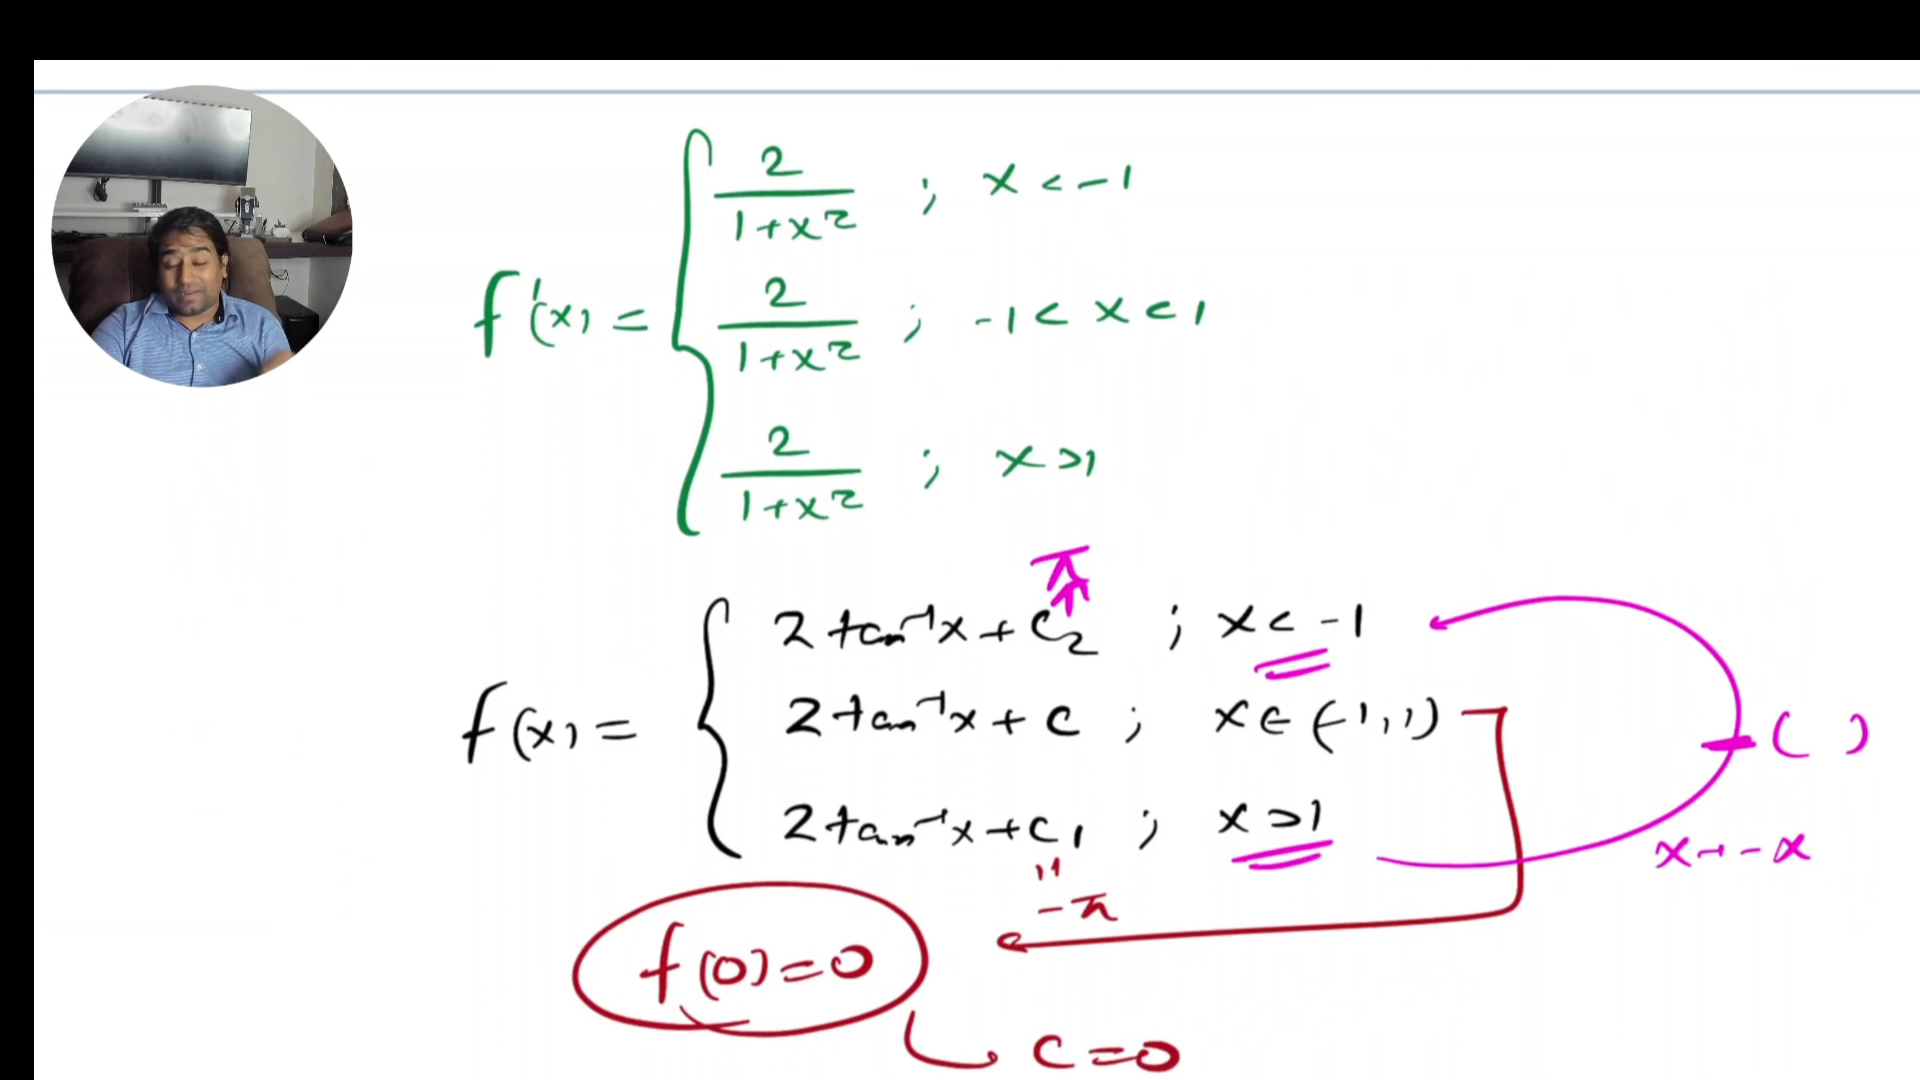 2/(1+x²) ; x < -1
f'(x) = 2/(1+x²) ; -1 < x < 1
2/(1+x²) ; x > 1
π
2tan⁻¹x + C₂ ; x < -1
f(x) = 2tan⁻¹x + C ; x ∈ (-1,1)
-( )
2tan⁻¹x + C₁ ; x > 1
x → -x
"
-π
f(0) = 0
C = 0